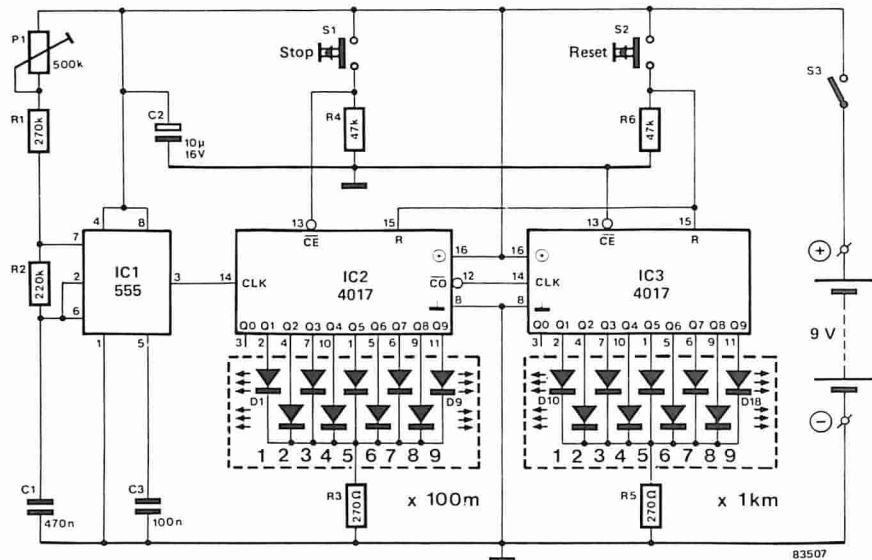 P1
500k
S1
Stop
S2
Reset
S3
R1
270k
C2
10μ
16V
R4
47k
R6
47k
4 8
7
2
6
IC1
555
3
1 5
R2
220k
13
CE
15
R
14
CLK
IC2
4017
16
CO
12
8
Q0 Q1 Q2 Q3 Q4 Q5 Q6 Q7 Q8 Q9
3 2 4 7 10 1 5 6 9 11
13
CE
15
R
16
14
CLK
8
IC3
4017
Q0 Q1 Q2 Q3 Q4 Q5 Q6 Q7 Q8 Q9
3 2 4 7 10 1 5 6 9 11
+
9 V
−
D1 D9
1 2 3 4 5 6 7 8 9
D10 D18
1 2 3 4 5 6 7 8 9
C1
470n
C3
100n
R3
270Ω
x 100m
R5
270Ω
x 1km
83507